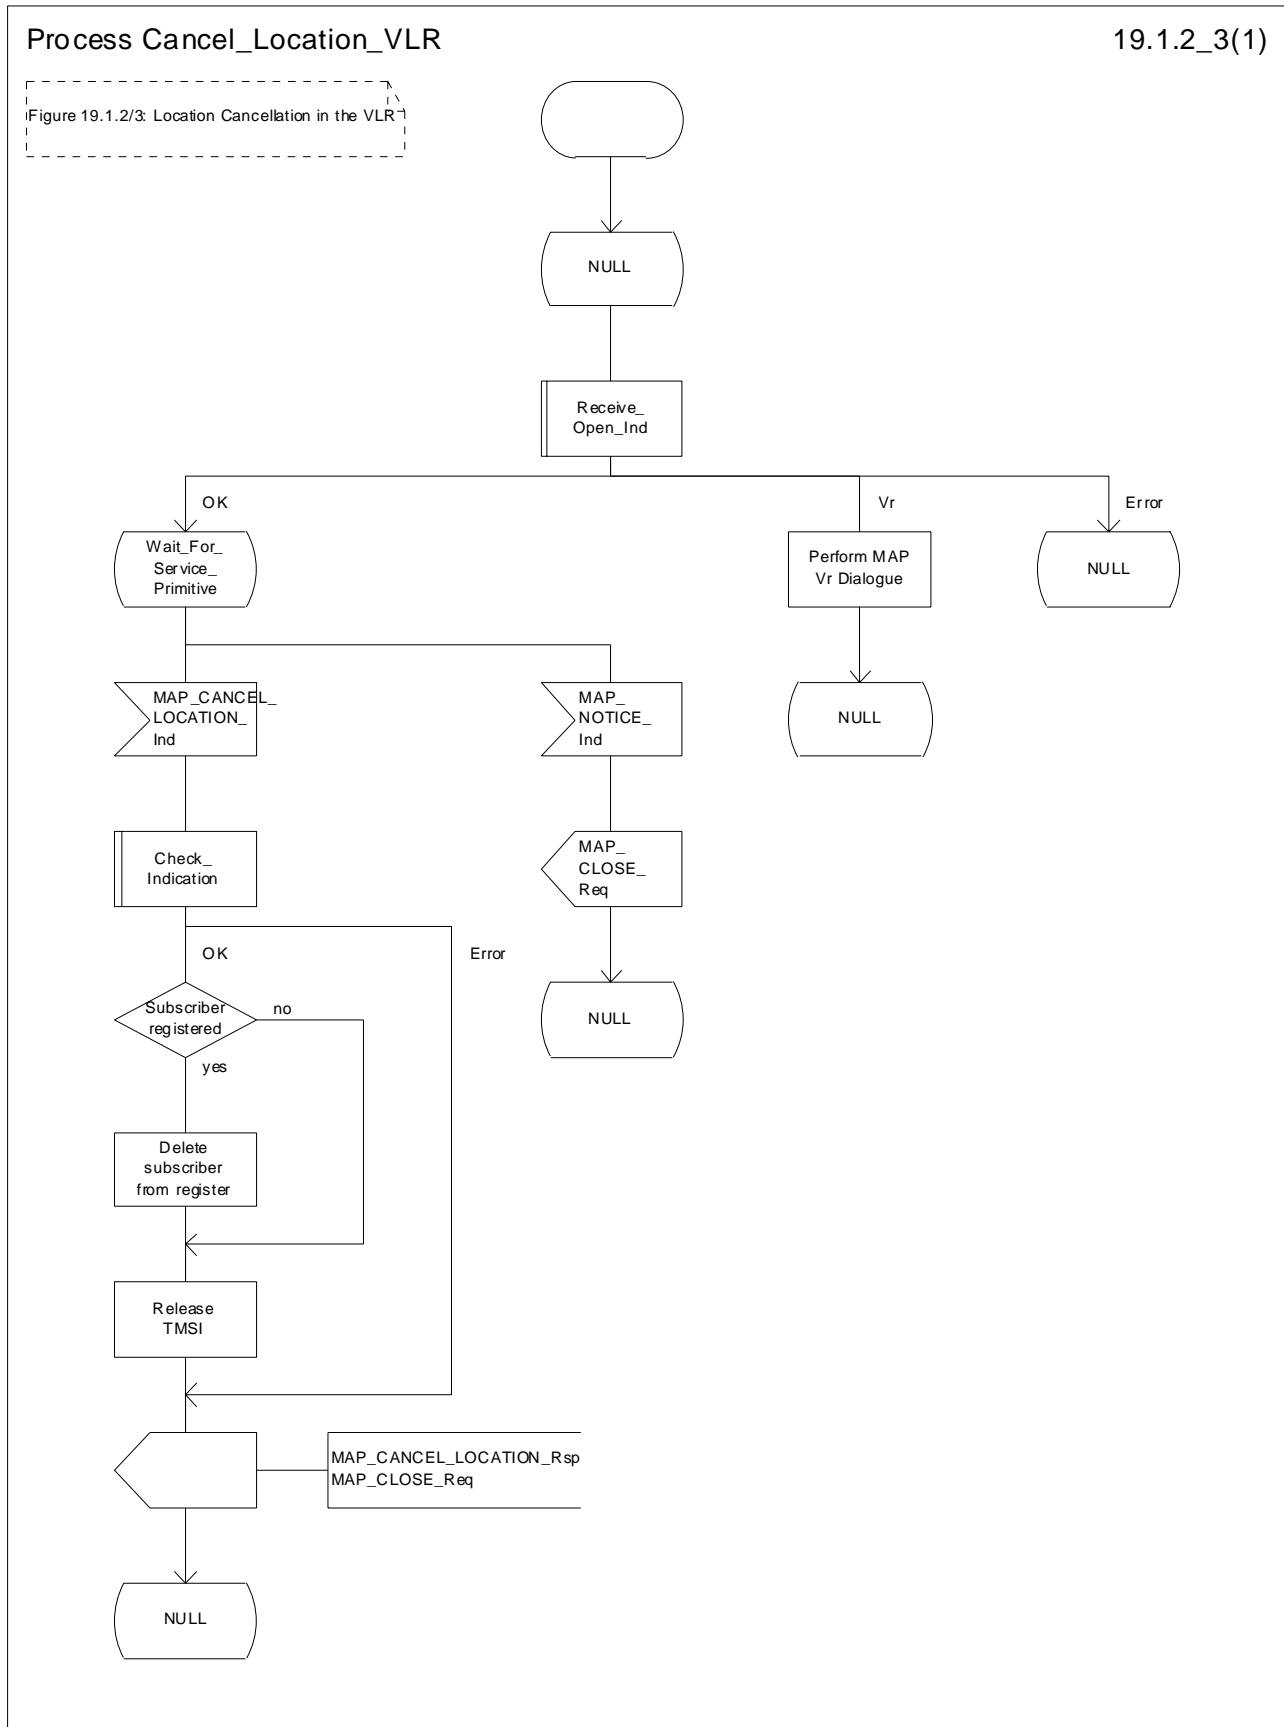 Process Cancel_Location_VLR
19.1.2_3(1)
Figure 19.1.2/3: Location Cancellation in the VLR
NULL
Receive_
Open_Ind
OK
Vr
Error
Wait_For_
Service_
Primitive
Perform MAP
Vr Dialogue
NULL
MAP_CANCEL_
LOCATION_
Ind
MAP_
NOTICE_
Ind
NULL
Check_
Indication
MAP_
CLOSE_
Req
OK
Error
Subscriber
registered
no
yes
NULL
Delete
subscriber
from register
Release
TMSI
MAP_CANCEL_LOCATION_Rsp
MAP_CLOSE_Req
NULL